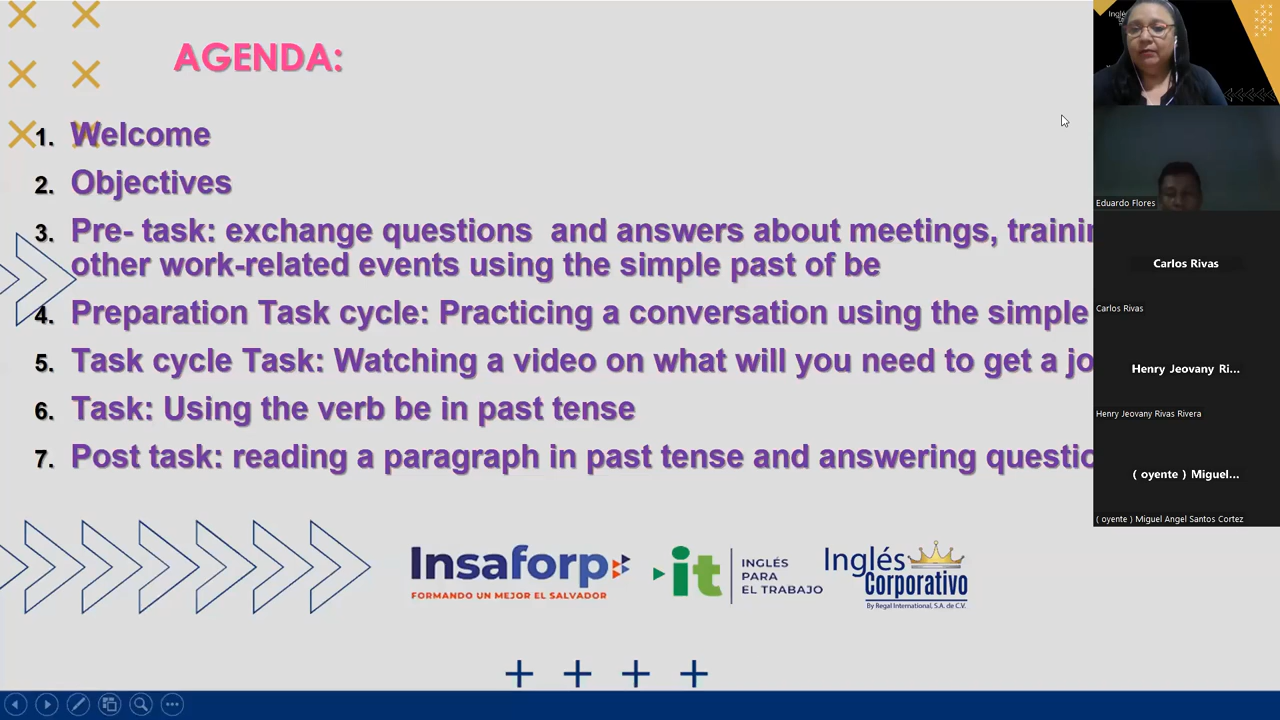 AGENDA:
1. Welcome
2. Objectives
3. Pre- task: exchange questions and answers about meetings,
other work-related events using the simple past of be
4. Preparation Task cycle: Practicing a conversation using the simple
5. Task cycle Task: Watching a video on what will you need to get a
6. Task: Using the verb be in past tense
7. Post task: reading a paragraph in past tense and answering
Insaforp
FORMANDO UN MEJOR EL SALVADOR
it
INGLÉS
PARA
EL TRABAJO
Inglés
Corporativo
By Regal International, S.A. de C.V.
Inglés
Eduardo Flores
Carlos Rivas
Carlos Rivas
Henry Jeovany Ri...
Henry Jeovany Rivas Rivera
( oyente ) Miguel...
( oyente ) Miguel Angel Santos Cortez